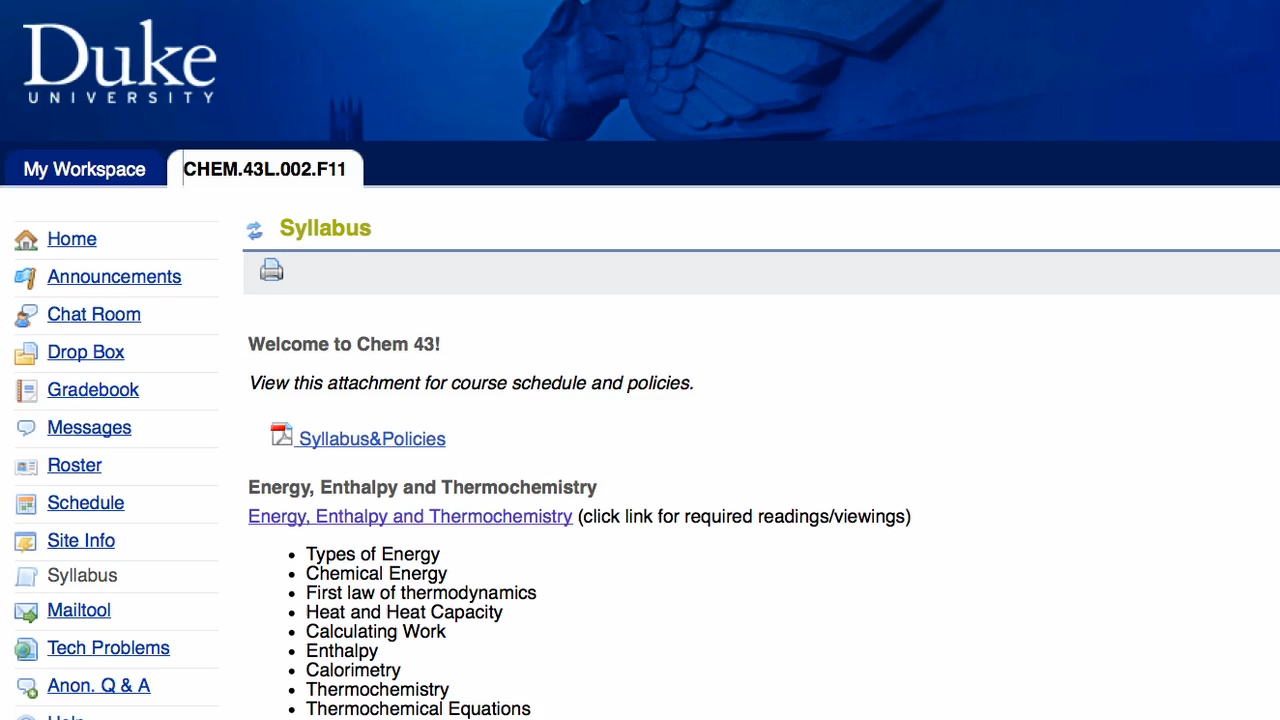 Duke
UNIVERSITY
My Workspace
CHEM.43L.002.F11
Home
Announcements
Chat Room
Drop Box
Gradebook
Messages
Roster
Schedule
Site Info
Syllabus
Mailtool
Tech Problems
Anon. Q & A
Help
Syllabus
Welcome to Chem 43!
View this attachment for course schedule and policies.
Syllabus&Policies
Energy, Enthalpy and Thermochemistry
Energy, Enthalpy and Thermochemistry (click link for required readings/viewings)
• Types of Energy
• Chemical Energy
• First law of thermodynamics
• Heat and Heat Capacity
• Calculating Work
• Enthalpy
• Calorimetry
• Thermochemistry
• Thermochemical Equations